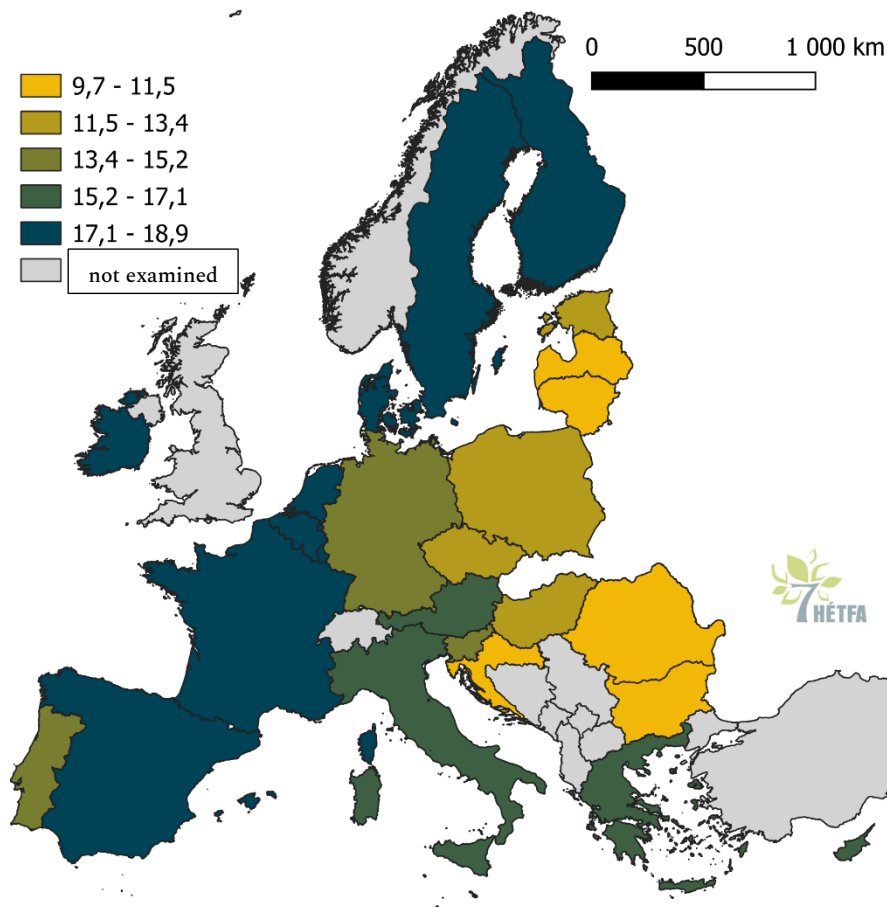 0 500 1 000 km
9,7 - 11,5
11,5 - 13,4
13,4 - 15,2
15,2 - 17,1
17,1 - 18,9
not examined
7
HÉTFA